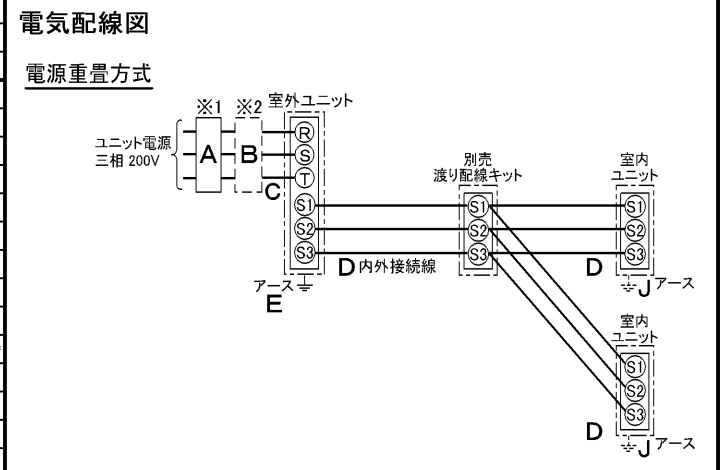 電気配線図
電源重畳方式
※1 ※2 室外ユニット
ユニット電源
三相 200V
A B C
R
S
T
S1
S2
S3
アース
E
D 内外接続線
別売
渡り配線キット
S1
S2
S3
室内
ユニット
S1
S2
S3
D
J アース
室内
ユニット
S1
S2
S3
D
J アース